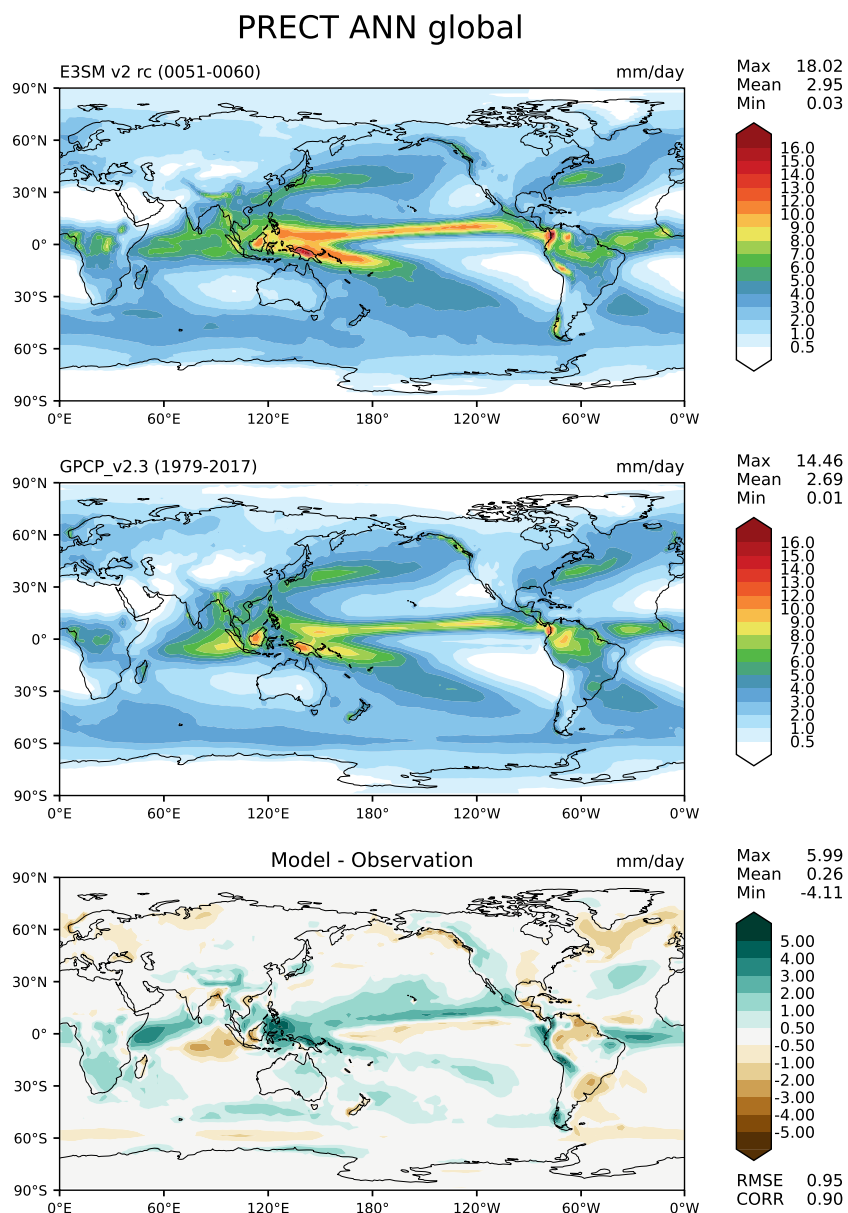 PRECT ANN global
E3SM v2 rc (0051-0060)
mm/day
Max 18.02
Mean 2.95
Min 0.03
90°N
60°N
30°N
0°
30°S
60°S
90°S
0°E 60°E 120°E 180° 120°W 60°W 0°W
16.0
15.0
14.0
13.0
12.0
11.0
10.0
9.0
8.0
7.0
6.0
5.0
4.0
3.0
2.0
1.0
0.5
GPCP_v2.3 (1979-2017)
mm/day
Max 14.46
Mean 2.69
Min 0.01
90°N
60°N
30°N
0°
30°S
60°S
90°S
0°E 60°E 120°E 180° 120°W 60°W 0°W
16.0
15.0
14.0
13.0
12.0
11.0
10.0
9.0
8.0
7.0
6.0
5.0
4.0
3.0
2.0
1.0
0.5
Model - Observation
mm/day
Max 5.99
Mean 0.26
Min -4.11
90°N
60°N
30°N
0°
30°S
60°S
90°S
0°E 60°E 120°E 180° 120°W 60°W 0°W
5.00
4.00
3.00
2.00
1.00
0.50
-0.50
-1.00
-2.00
-3.00
-4.00
-5.00
RMSE 0.95
CORR 0.90